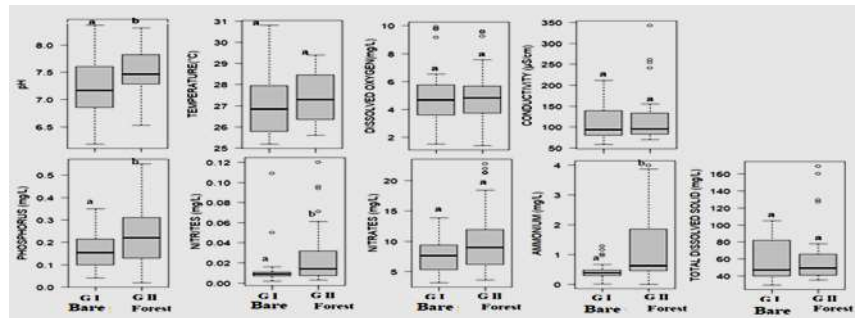 pH
8.0
7.5
7.0
6.5
a
b
TEMPERATURE(°C)
31
30
29
28
27
26
25
a
a
DISSOLVED OXYGEN(mg/L)
10
8
6
4
2
a
a
CONDUCTIVITY (µS/cm)
350
300
250
200
150
100
50
a
a
PHOSPHORUS (mg/L)
0.5
0.4
0.3
0.2
0.1
0.0
a
b
G I
G II
Bare
Forest
NITRITES (mg/L)
0.12
0.08
0.06
0.04
0.02
0.00
a
b
G I
G II
Bare
Forest
NITRATES (mg/L)
20
15
10
5
a
a
G I
G II
Bare
Forest
AMMONIUM (mg/L)
4
3
2
1
0
a
b
G I
G II
Bare
Forest
TOTAL DISSOLVED SOLID (mg/L)
160
140
120
100
80
60
40
a
a
G I
G II
Bare
Forest